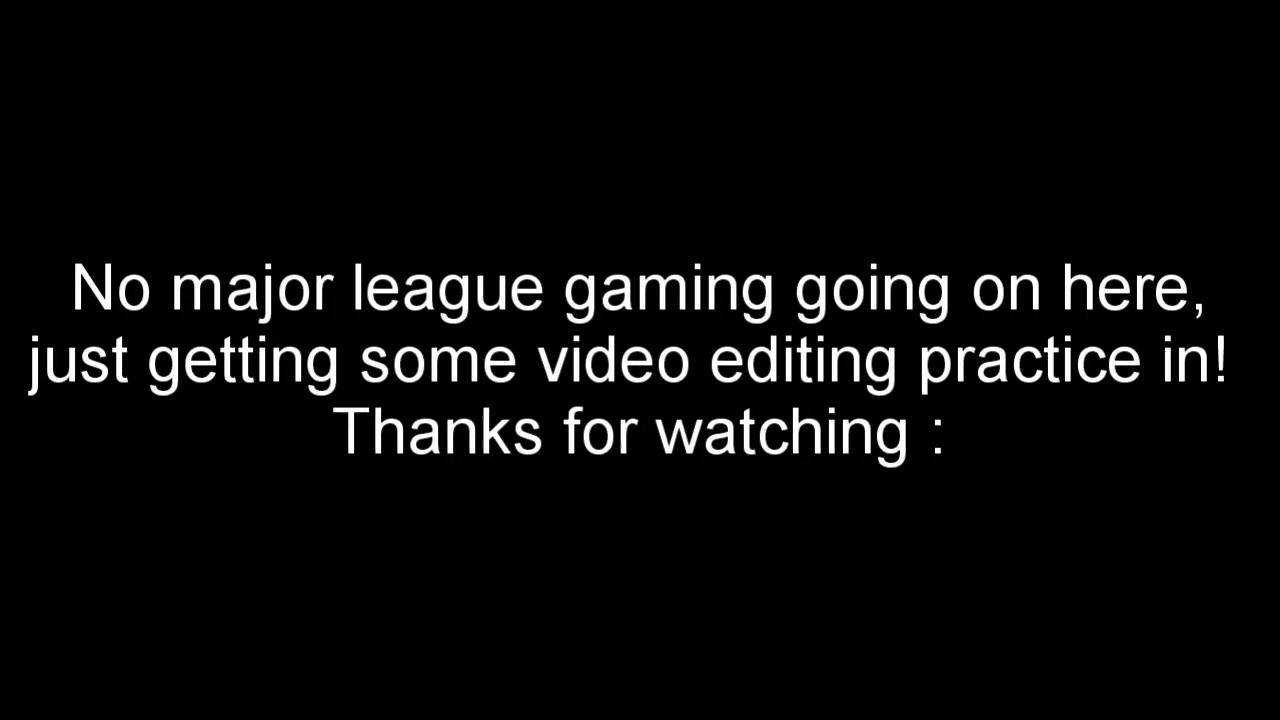 No major league gaming going on here,
just getting some video editing practice in!
Thanks for watching :